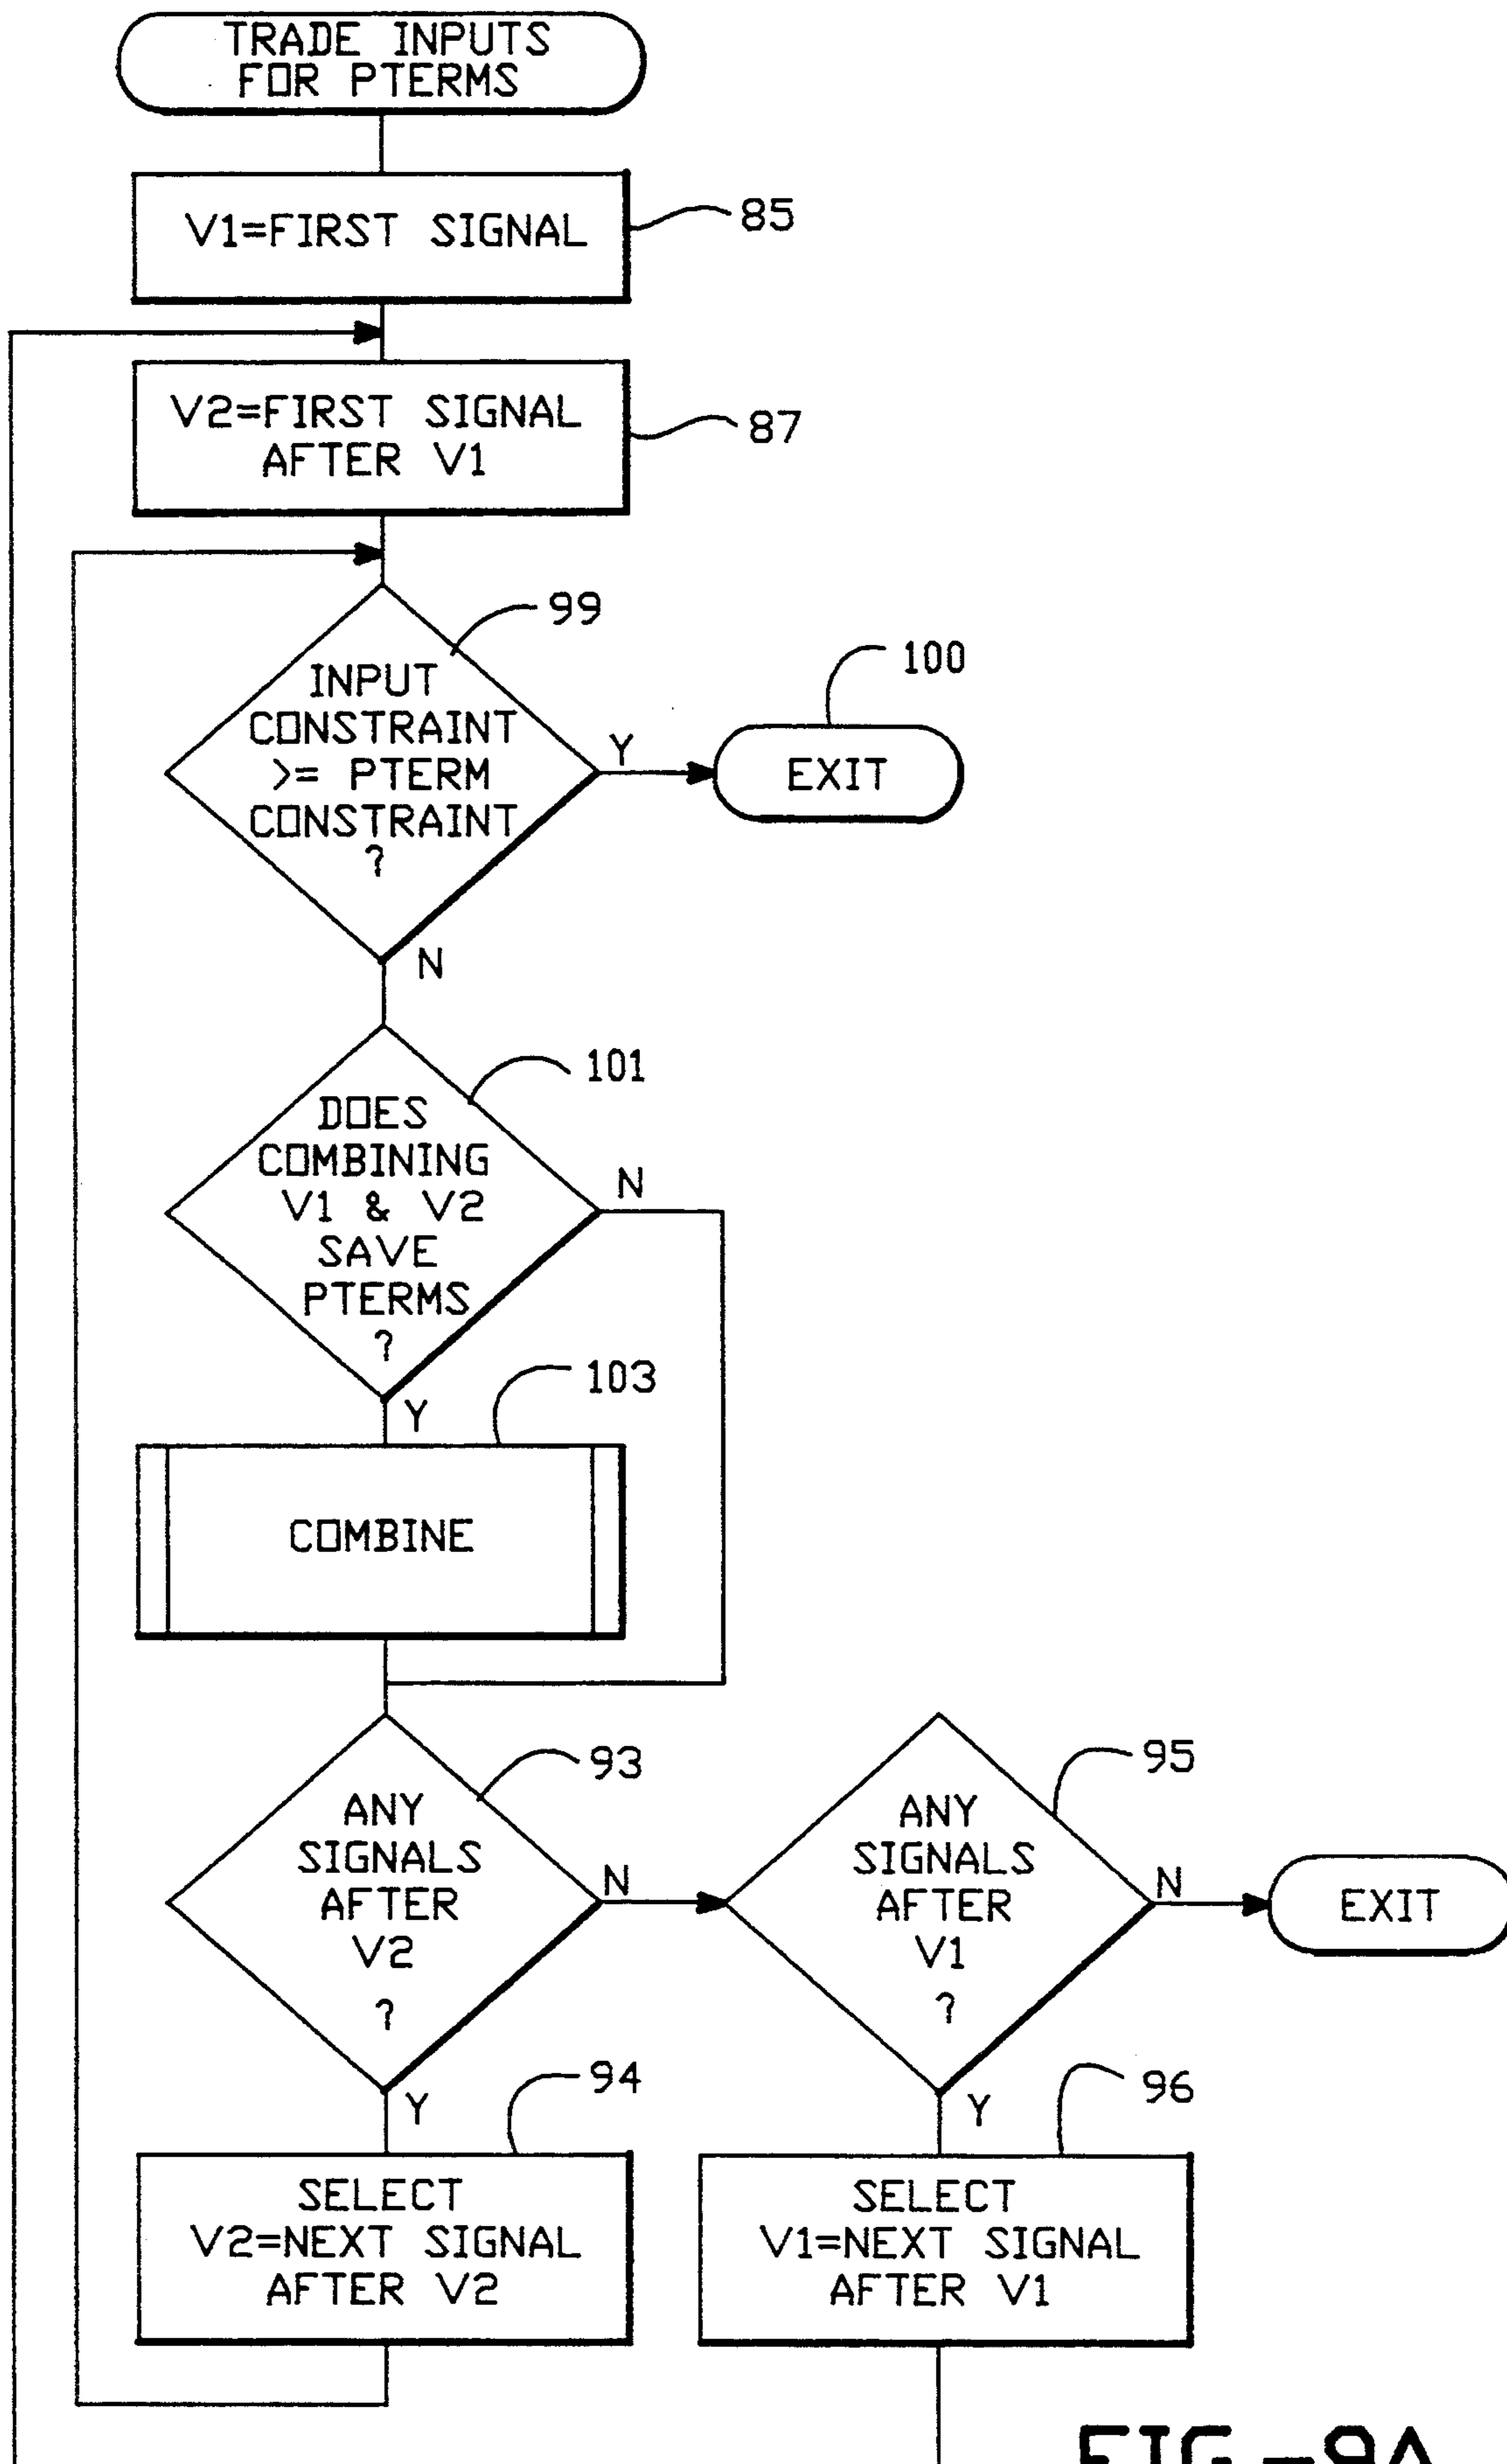 TRADE INPUTS
FOR PTERMS
V1=FIRST SIGNAL
85
V2=FIRST SIGNAL
AFTER V1
87
99
INPUT
CONSTRAINT
>= PTERM
CONSTRAINT
?
Y
100
EXIT
N
101
DOES
COMBINING
V1 & V2
SAVE
PTERMS
?
N
Y
103
COMBINE
93
ANY
SIGNALS
AFTER
V2
?
N
95
ANY
SIGNALS
AFTER
V1
?
N
EXIT
Y
94
SELECT
V2=NEXT SIGNAL
AFTER V2
Y
96
SELECT
V1=NEXT SIGNAL
AFTER V1
FIG.-9A